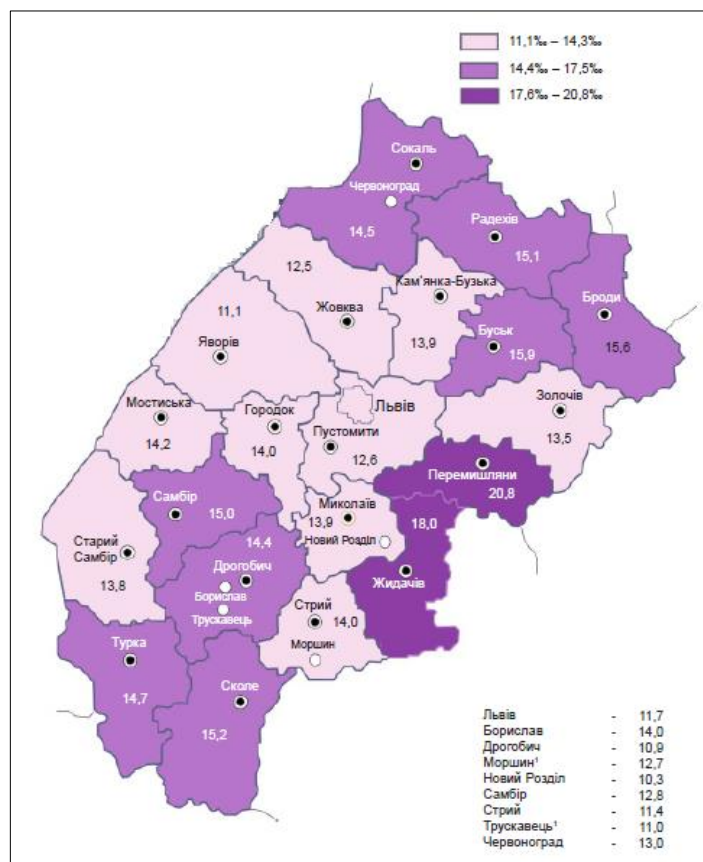 11,1‰ – 14,3‰
14,4‰ – 17,5‰
17,6‰ – 20,8‰
Сокаль
Червоноград
14,5
Радехів
15,1
12,5
Кам'янка-Бузька
Броди
11,1
Жовква
13,9
Буськ
15,9
15,6
Яворів
Мостиська
14,2
Городок
14,0
Львів
Пустомити
12,6
Золочів
13,5
Перемишляни
20,8
Самбір
15,0
Миколаїв
13,9
Новий Розділ
18,0
Старий
Самбір
13,8
14,4
Дрогобич
Борислав
Трускавець
Жидачів
Стрий
14,0
Моршин
Турка
14,7
Сколе
15,2
Львів - 11,7
Борислав - 14,0
Дрогобич - 10,9
Моршин¹ - 12,7
Новий Розділ - 10,3
Самбір - 12,8
Стрий - 11,4
Трускавець¹ - 11,0
Червоноград - 13,0